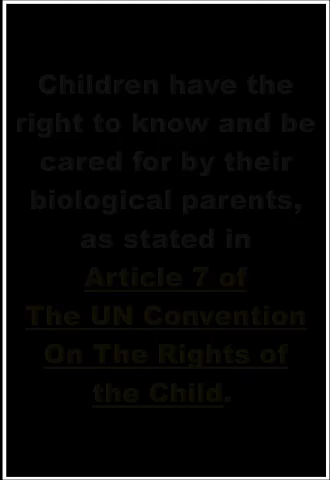 Children have the
right to know and be
cared for by their
biological parents,
as stated in
Article 7 of
The UN Convention
On The Rights of
the Child.